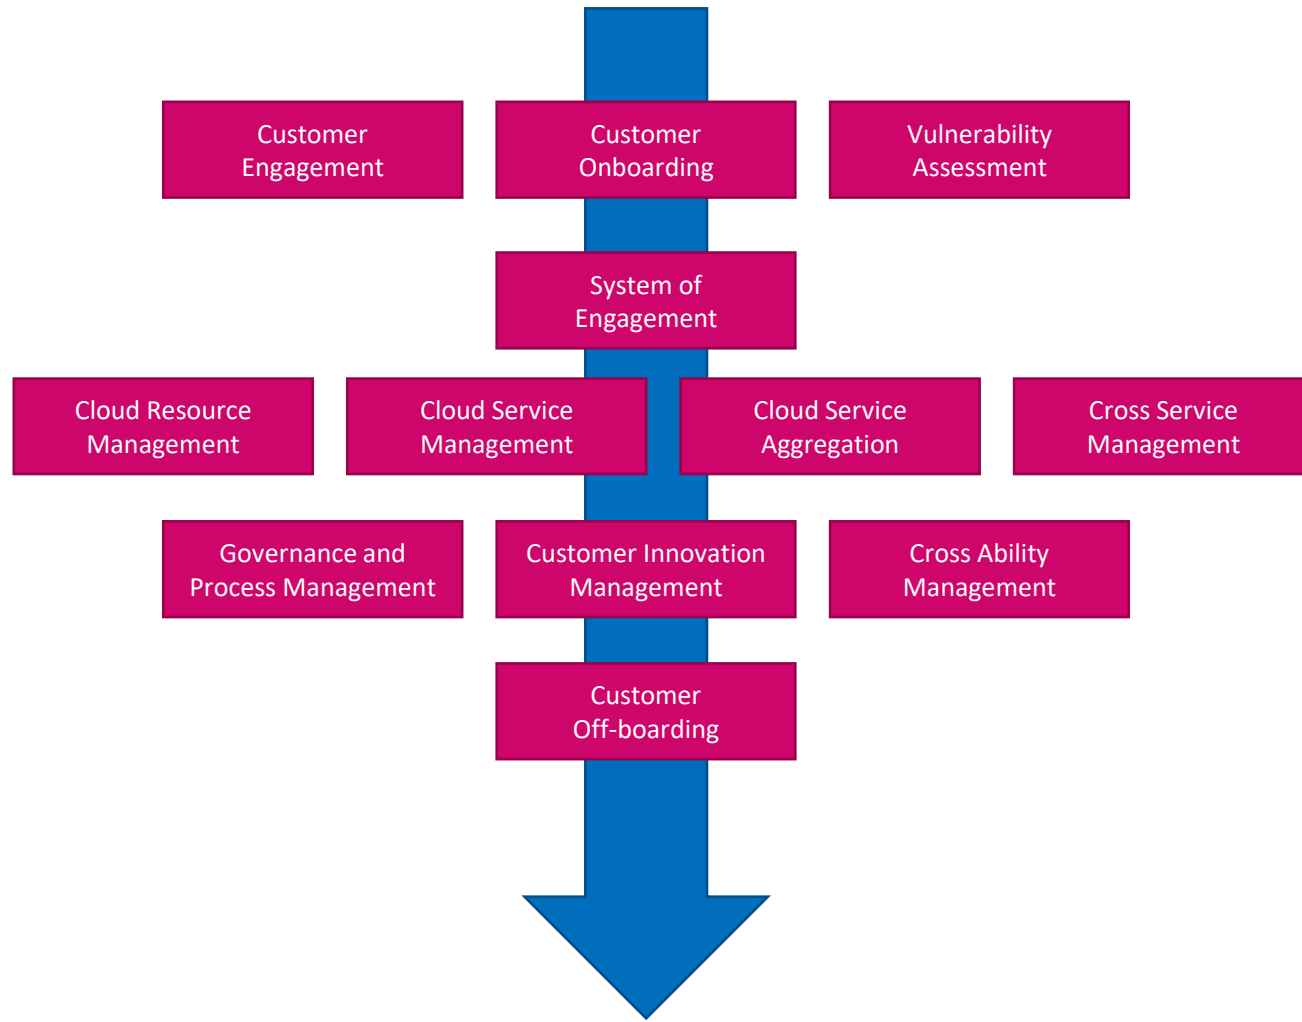 Customer
Engagement
Customer
Onboarding
Vulnerability
Assessment
System of
Engagement
Cloud Resource
Management
Cloud Service
Management
Cloud Service
Aggregation
Cross Service
Management
Governance and
Process Management
Customer Innovation
Management
Cross Ability
Management
Customer
Off-boarding